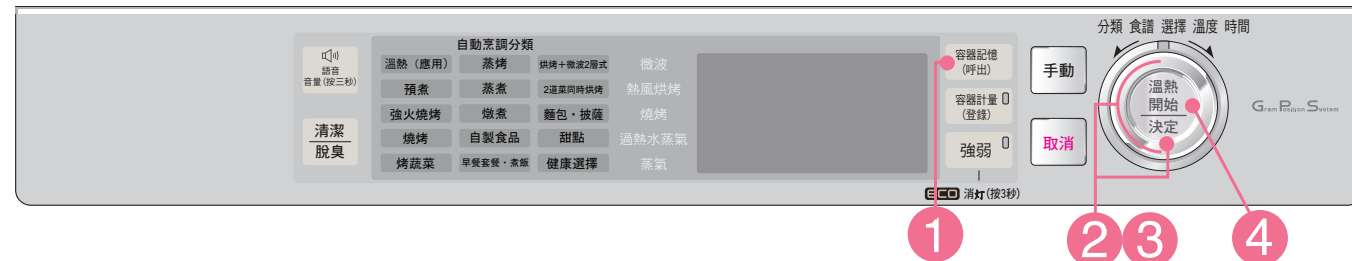 分類 食譜 選擇 溫度 時間
語音
音量(按三秒)
清潔
脫臭
自動烹調分類
溫熱（應用） 蒸烤 烘烤＋微波2層式
預煮 蒸煮 2道菜同時烘烤
強火燒烤 燉煮 麵包・披薩
燒烤 自製食品 甜點
烤蔬菜 早餐套餐・煮飯 健康選擇
微波
熱風烘烤
燒烤
過熱水蒸氣
蒸氣
容器記憶
(呼出)
容器計量
(登錄)
強弱
ECO 消灯(按3秒)
手動
取消
溫熱
開始
決定
Gram Position System
1 2 3 4